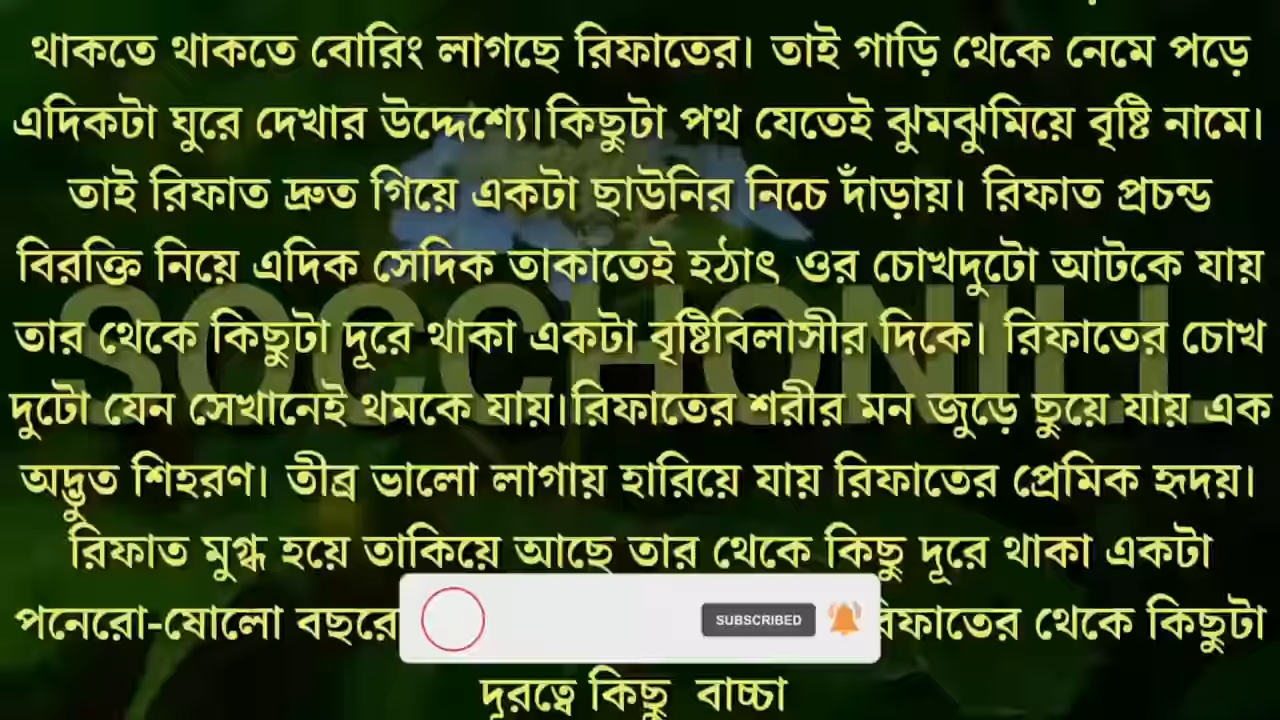 থাকতে থাকতে বোরিং লাগছে রিফাতের। তাই গাড়ি থেকে নেমে পড়ে
এদিকটা ঘুরে দেখার উদ্দেশ্যে।কিছুটা পথ যেতেই ঝুমঝুমিয়ে বৃষ্টি নামে।
তাই রিফাত দ্রুত গিয়ে একটা ছাউনির নিচে দাঁড়ায়। রিফাত প্রচন্ড
বিরক্তি নিয়ে এদিক সেদিক তাকাতেই হঠাৎ ওর চোখদুটো আটকে যায়
তার থেকে কিছুটা দূরে থাকা একটা বৃষ্টিবিলাসীর দিকে। রিফাতের চোখ
দুটো যেন সেখানেই থমকে যায়।রিফাতের শরীর মন জুড়ে ছুয়ে যায় এক
অদ্ভুত শিহরণ। তীব্র ভালো লাগায় হারিয়ে যায় রিফাতের প্রেমিক হৃদয়।
রিফাত মুগ্ধ হয়ে তাকিয়ে আছে তার থেকে কিছু দূরে থাকা একটা
পনেরো-ষোলো বছরে রিফাতের থেকে কিছুটা
দূরত্বে কিছু বাচ্চা
SOCCHONILL
SUBSCRIBED